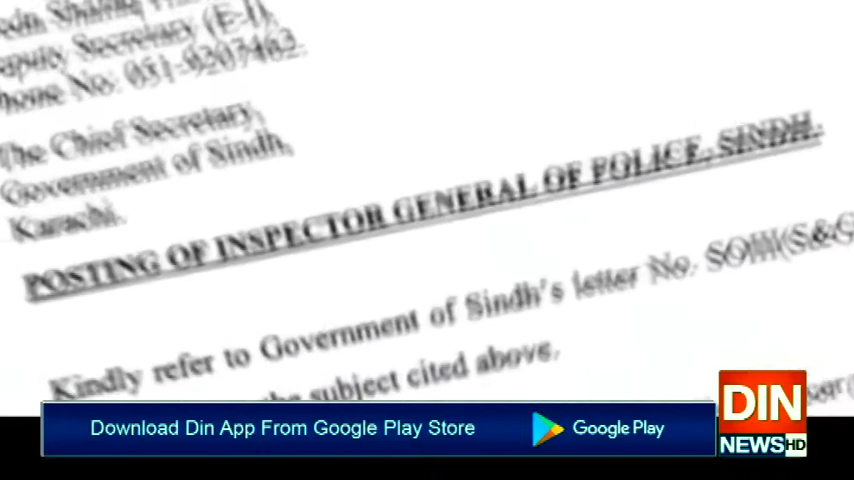 Deputy Secretary (E-I),
Phone No: 051-9207463.
The Chief Secretary,
Government of Sindh,
Karachi.
POSTING OF INSPECTOR GENERAL OF POLICE, SINDH.
Kindly refer to Government of Sindh's letter No. SOIII(S&G
the subject cited above.
Download Din App From Google Play Store
Google Play
DIN
NEWS HD